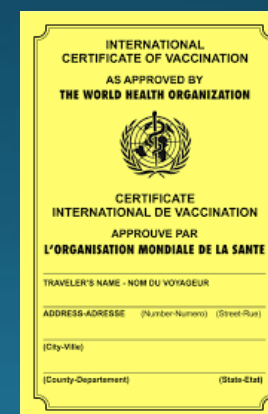 INTERNATIONAL
CERTIFICATE OF VACCINATION
AS APPROVED BY
THE WORLD HEALTH ORGANIZATION
CERTIFICATE
INTERNATIONAL DE VACCINATION
APPROUVE PAR
L'ORGANISATION MONDIALE DE LA SANTE
TRAVELER'S NAME - NOM DU VOYAGEUR
ADDRESS-ADRESSE (Number-Numero) (Street-Rue)
(City-Ville)
(County-Departement) (State-Etat)